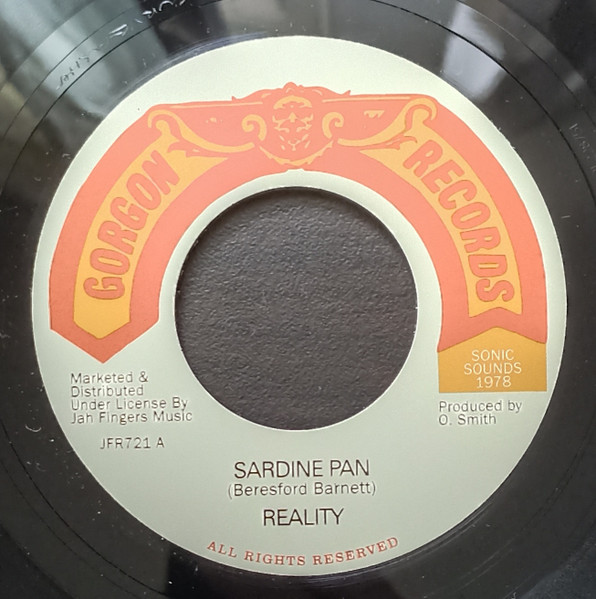 GORGON RECORDS
SONIC
SOUNDS
1978
Marketed &
Distributed
Under License By
Jah Fingers Music
JFR721 A
Produced by
O. Smith
SARDINE PAN
(Beresford Barnett)
REALITY
ALL RIGHTS RESERVED